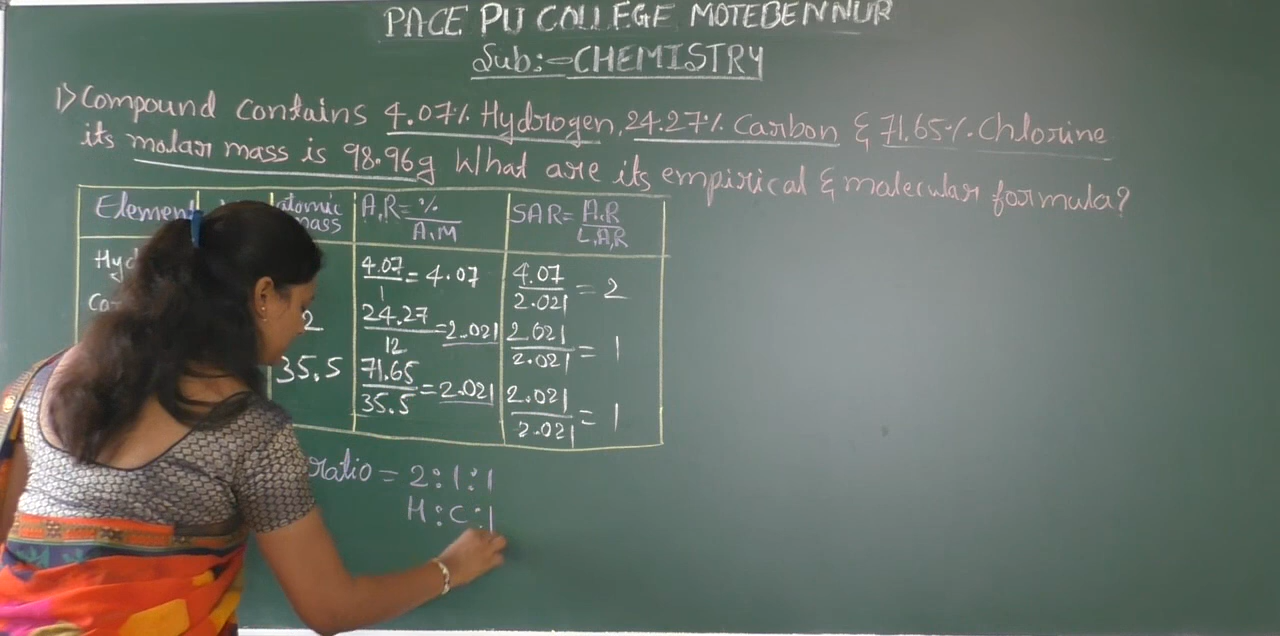 PACE PU COLLEGE MOTEBENNUR
Sub:- CHEMISTRY
1) Compound contains 4.07% Hydrogen, 24.27% Carbon & 71.65% Chlorine
its molar mass is 98.96g What are its empirical & molecular formula?
Element atomic mass A.R = %/A.M SAR = A.R/L.A.R
4.07/1 = 4.07 4.07/2.021 = 2
24.27/12 = 2.021 2.021/2.021 = 1
35.5 71.65/35.5 = 2.021 2.021/2.021 = 1
ratio = 2:1:1
H:C: